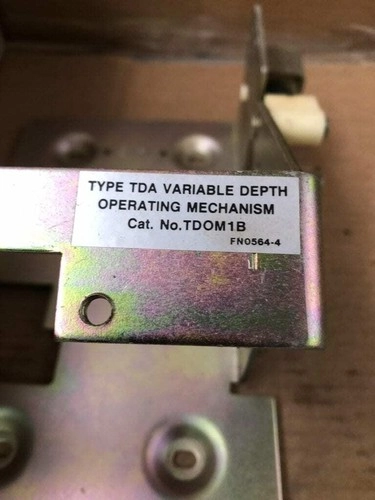 TYPE TDA VARIABLE DEPTH
OPERATING MECHANISM
Cat. No.TDOM1B
FN0564-4